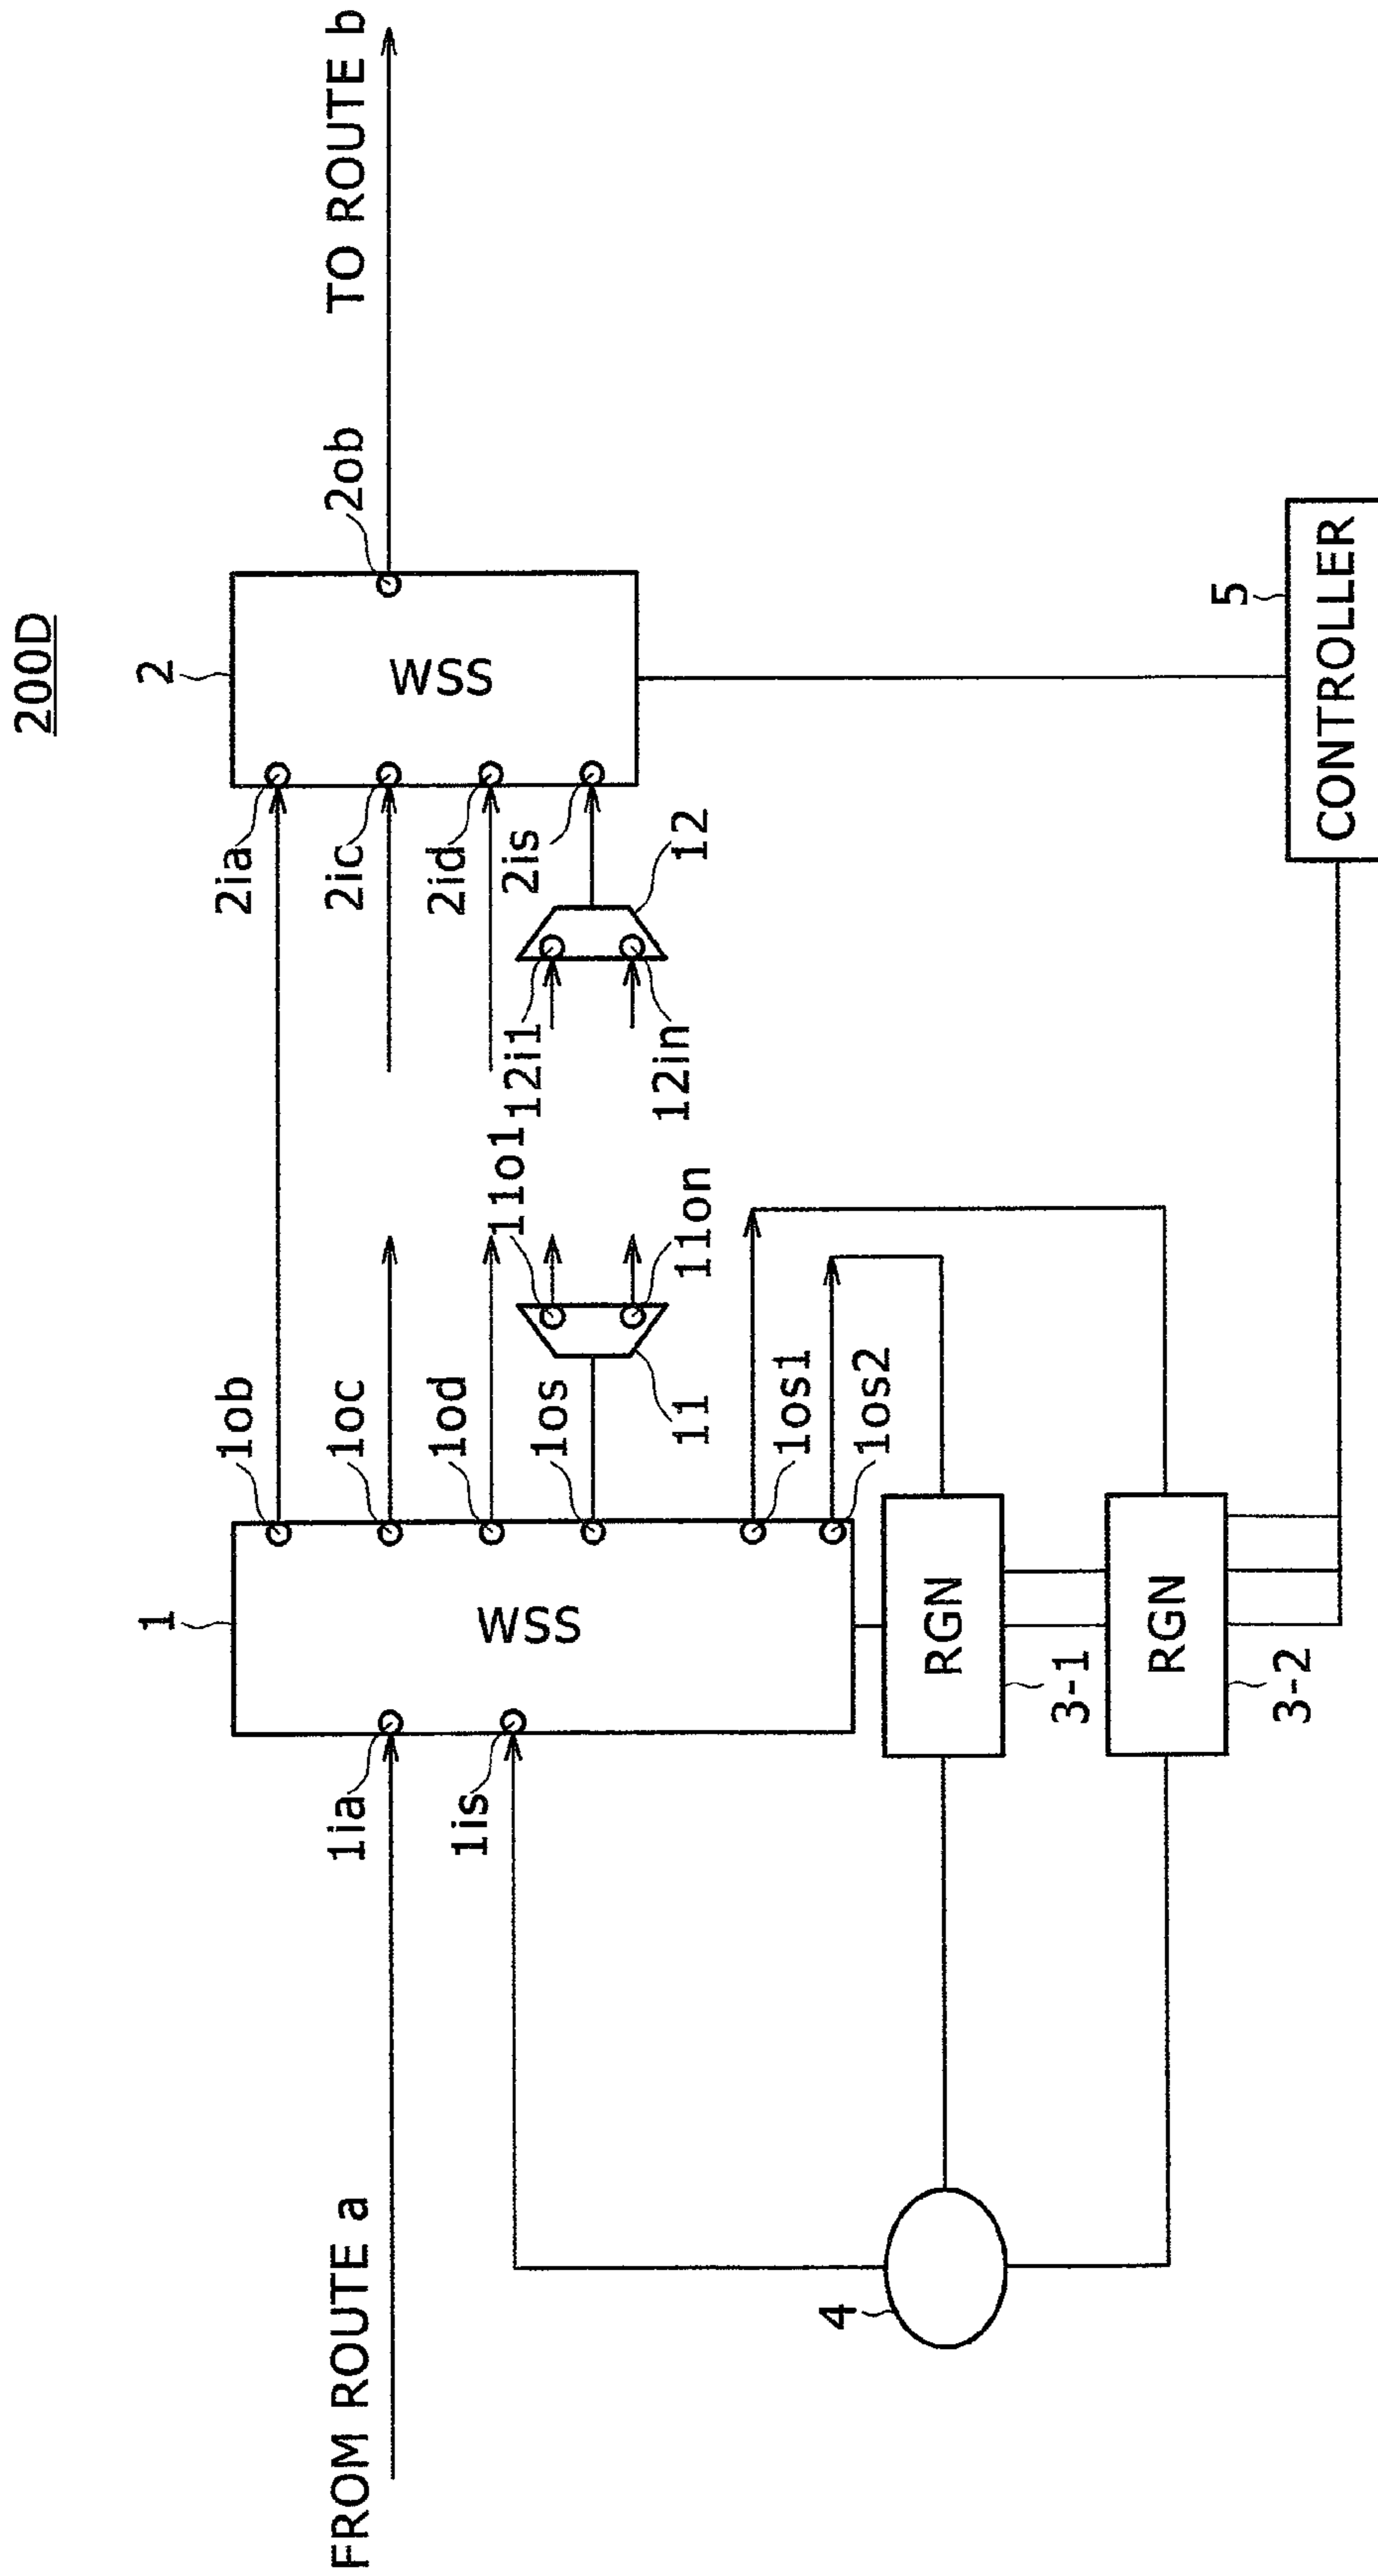 200D
FROM ROUTE a
TO ROUTE b
1
WSS
1ia
1is
1ob
1oc
1od
1os
1os1
1os2
11
11o1
11on
12i1
12in
12
2
WSS
2ia
2ic
2id
2is
2ob
RGN
3-1
RGN
3-2
4
5
CONTROLLER